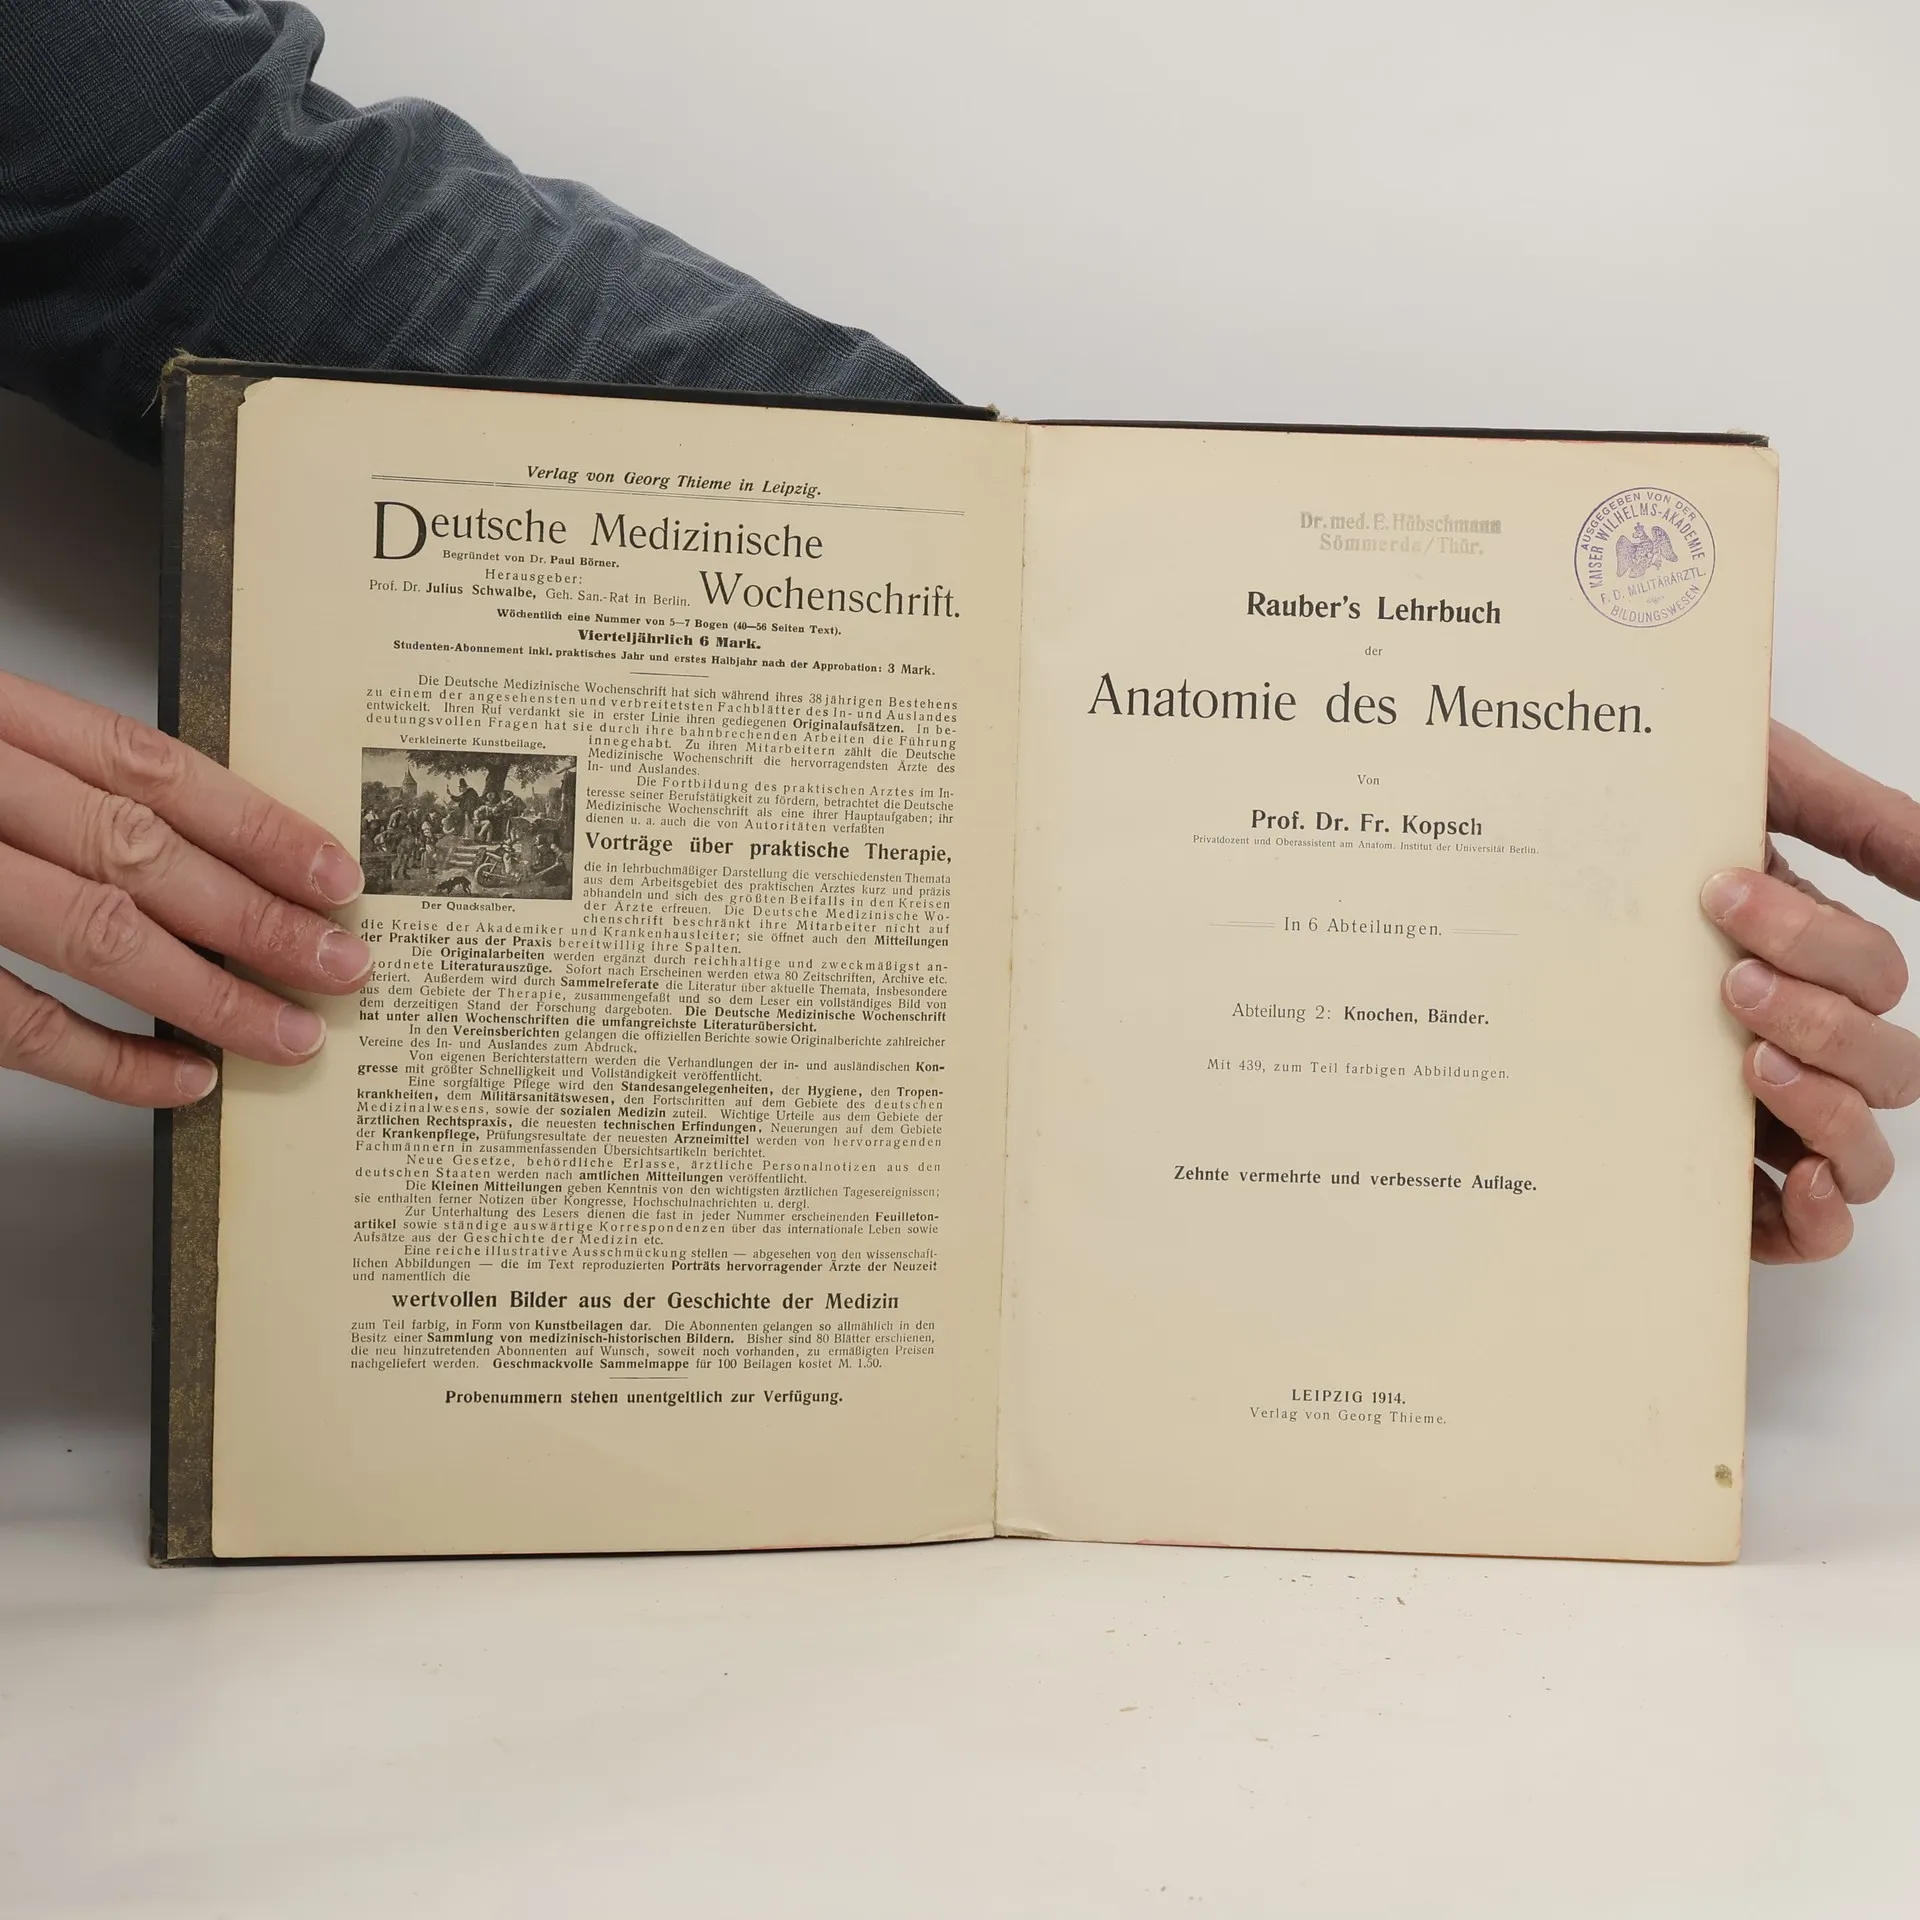 Verlag von Georg Thieme in Leipzig.
Deutsche Medizinische
Begründet von Dr. Paul Börner.
Herausgeber:
Prof. Dr. Julius Schwalbe, Geh. San.-Rat in Berlin.
Wochenschrift.
Wöchentlich eine Nummer von 5—7 Bogen (40—56 Seiten Text).
Vierteljährlich 6 Mark.
Studenten-Abonnement inkl. praktisches Jahr und erstes Halbjahr nach der Approbation: 3 Mark.
Die Deutsche Medizinische Wochenschrift hat sich während ihres 38jährigen Bestehens
zu einem der angesehensten und verbreitetsten Fachblätter des In- und Auslandes
entwickelt. Ihren Ruf verdankt sie in erster Linie ihren gediegenen Originalaufsätzen. In be-
deutungsvollen Fragen hat sie durch ihre bahnbrechenden Arbeiten die Führung
innegehabt. Zu ihren Mitarbeitern zählt die Deutsche
Medizinische Wochenschrift die hervorragendsten Ärzte des
In- und Auslandes.
Verkleinerte Kunstbeilage.
Der Quacksalber.
Die Fortbildung des praktischen Arztes im In-
teresse seiner Berufstätigkeit zu fördern, betrachtet die Deutsche
Medizinische Wochenschrift als eine ihrer Hauptaufgaben; ihr
dienen u. a. auch die von Autoritäten verfaßten
Vorträge über praktische Therapie,
die in lehrbuchmäßiger Darstellung die verschiedensten Themata
aus dem Arbeitsgebiet des praktischen Arztes kurz und präzis
abhandeln und sich des größten Beifalls in den Kreisen
der Ärzte erfreuen. Die Deutsche Medizinische Wo-
chenschrift beschränkt ihre Mitarbeiter nicht auf
die Kreise der Akademiker und Krankenhausleiter; sie öffnet auch den Mitteilungen
der Praktiker aus der Praxis bereitwillig ihre Spalten.
Die Originalarbeiten werden ergänzt durch reichhaltige und zweckmäßigst an-
eordnete Literaturauszüge. Sofort nach Erscheinen werden etwa 80 Zeitschriften, Archive etc.
feriert. Außerdem wird durch Sammelreferate die Literatur über aktuelle Themata, insbesondere
aus dem Gebiete der Therapie, zusammengefaßt und so dem Leser ein vollständiges Bild von
dem derzeitigen Stand der Forschung dargeboten. Die Deutsche Medizinische Wochenschrift
hat unter allen Wochenschriften die umfangreichste Literaturübersicht.
In den Vereinsberichten gelangen die offiziellen Berichte sowie Originalberichte zahlreicher
Vereine des In- und Auslandes zum Abdruck.
Von eigenen Berichterstattern werden die Verhandlungen der in- und ausländischen Kon-
gresse mit größter Schnelligkeit und Vollständigkeit veröffentlicht.
Eine sorgfältige Pflege wird den Standesangelegenheiten, der Hygiene, den Tropen-
krankheiten, dem Militärsanitätswesen, den Fortschritten auf dem Gebiete des deutschen
Medizinalwesens, sowie der sozialen Medizin zuteil. Wichtige Urteile aus dem Gebiete der
ärztlichen Rechtspraxis, die neuesten technischen Erfindungen, Neuerungen auf dem Gebiete
der Krankenpflege, Prüfungsresultate der neuesten Arzneimittel werden von hervorragenden
Fachmännern in zusammenfassenden Übersichtsartikeln berichtet.
Neue Gesetze, behördliche Erlasse, ärztliche Personalnotizen aus den
deutschen Staaten werden nach amtlichen Mitteilungen veröffentlicht.
Die Kleinen Mitteilungen geben Kenntnis von den wichtigsten ärztlichen Tagesereignissen;
sie enthalten ferner Notizen über Kongresse, Hochschulnachrichten u. dergl.
Zur Unterhaltung des Lesers dienen die fast in jeder Nummer erscheinenden Feuilleton-
artikel sowie ständige auswärtige Korrespondenzen über das internationale Leben sowie
Aufsätze aus der Geschichte der Medizin etc.
Eine reiche illustrative Ausschmückung stellen — abgesehen von den wissenschaft-
lichen Abbildungen — die im Text reproduzierten Porträts hervorragender Ärzte der Neuzeit
und namentlich die
wertvollen Bilder aus der Geschichte der Medizin
zum Teil farbig, in Form von Kunstbeilagen dar. Die Abonnenten gelangen so allmählich in den
Besitz einer Sammlung von medizinisch-historischen Bildern. Bisher sind 80 Blätter erschienen,
die neu hinzutretenden Abonnenten auf Wunsch, soweit noch vorhanden, zu ermäßigten Preisen
nachgeliefert werden. Geschmackvolle Sammelmappe für 100 Beilagen kostet M. 1.50.
Probenummern stehen unentgeltlich zur Verfügung.
Dr. med. E. Hübschmann
Sömmerda/Thür.
AUSGEGEBEN VON DER
KAISER WILHELMS-AKADEMIE
F. D. MILITÄRÄRZTL.
BILDUNGSWESEN
Rauber's Lehrbuch
der
Anatomie des Menschen.
Von
Prof. Dr. Fr. Kopsch
Privatdozent und Oberassistent am Anatom. Institut der Universität Berlin.
In 6 Abteilungen.
Abteilung 2: Knochen, Bänder.
Mit 439, zum Teil farbigen Abbildungen.
Zehnte vermehrte und verbesserte Auflage.
LEIPZIG 1914.
Verlag von Georg Thieme.